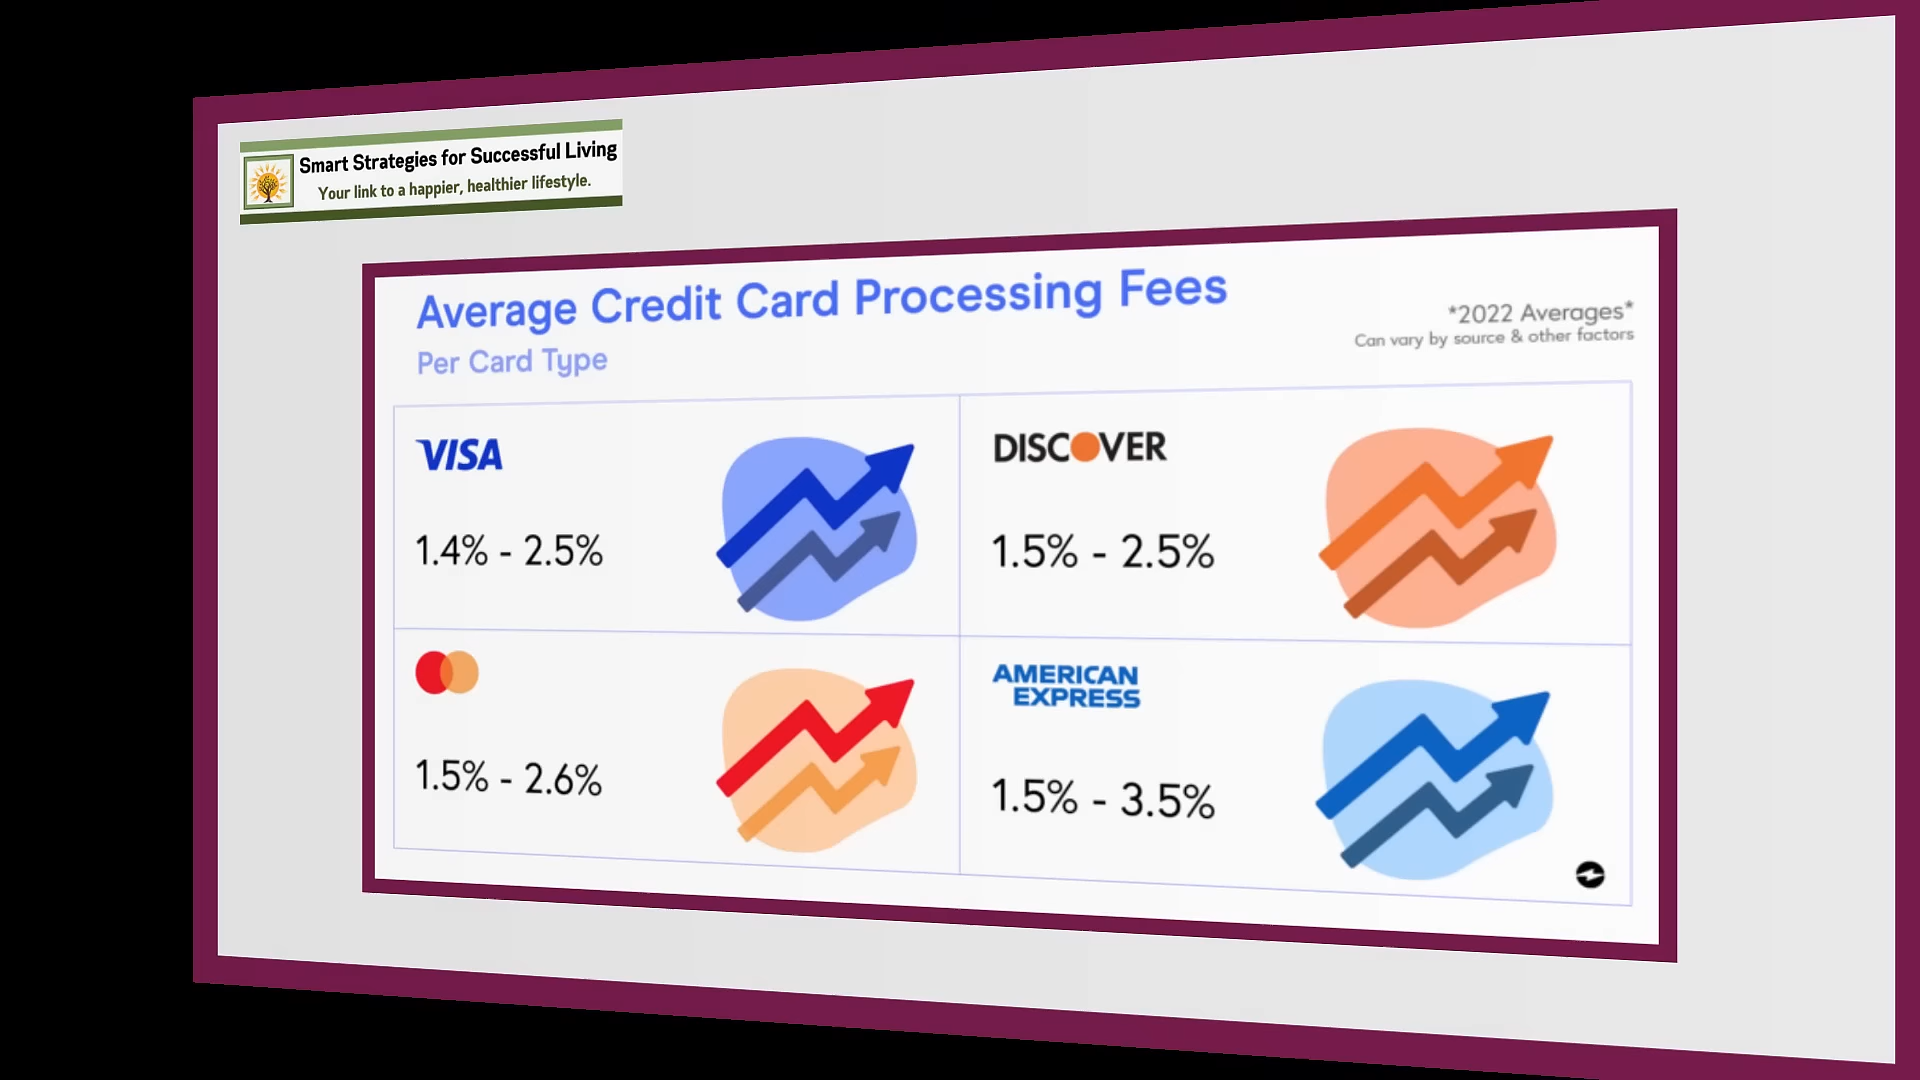 Smart Strategies for Successful Living
Your link to a happier, healthier lifestyle.
Average Credit Card Processing Fees
Per Card Type
*2022 Averages*
Can vary by source & other factors
VISA
1.4% - 2.5%
DISCOVER
1.5% - 2.5%
1.5% - 2.6%
AMERICAN
EXPRESS
1.5% - 3.5%